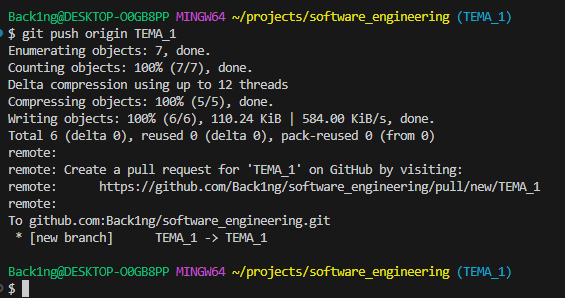 Back1ng@DESKTOP-O0GB8PP MINGW64 ~/projects/software_engineering (TEMA_1)
$ git push origin TEMA_1
Enumerating objects: 7, done.
Counting objects: 100% (7/7), done.
Delta compression using up to 12 threads
Compressing objects: 100% (5/5), done.
Writing objects: 100% (6/6), 110.24 KiB | 584.00 KiB/s, done.
Total 6 (delta 0), reused 0 (delta 0), pack-reused 0 (from 0)
remote:
remote: Create a pull request for 'TEMA_1' on GitHub by visiting:
remote:      https://github.com/Back1ng/software_engineering/pull/new/TEMA_1
remote:
To github.com:Back1ng/software_engineering.git
 * [new branch]      TEMA_1 -> TEMA_1
Back1ng@DESKTOP-O0GB8PP MINGW64 ~/projects/software_engineering (TEMA_1)
$